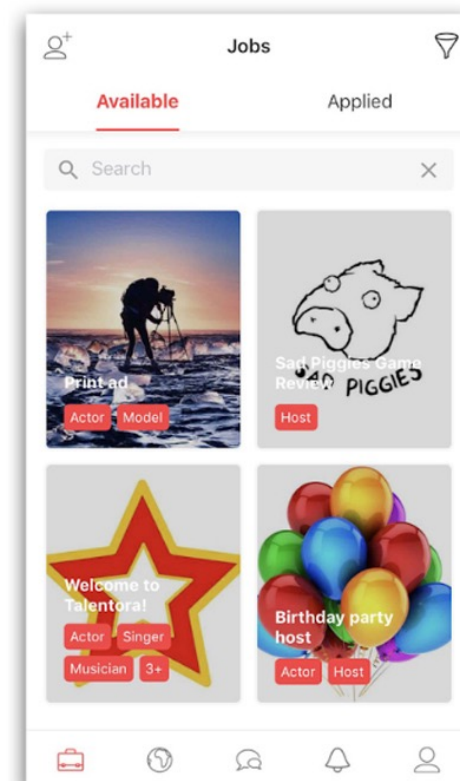 Jobs
Available
Applied
Search
Print ad
Actor
Model
Sad Piggies Game
Review
SAD PIGGIES
Host
Welcome to
Talentora!
Actor
Singer
Musician
3+
Birthday party
host
Actor
Host